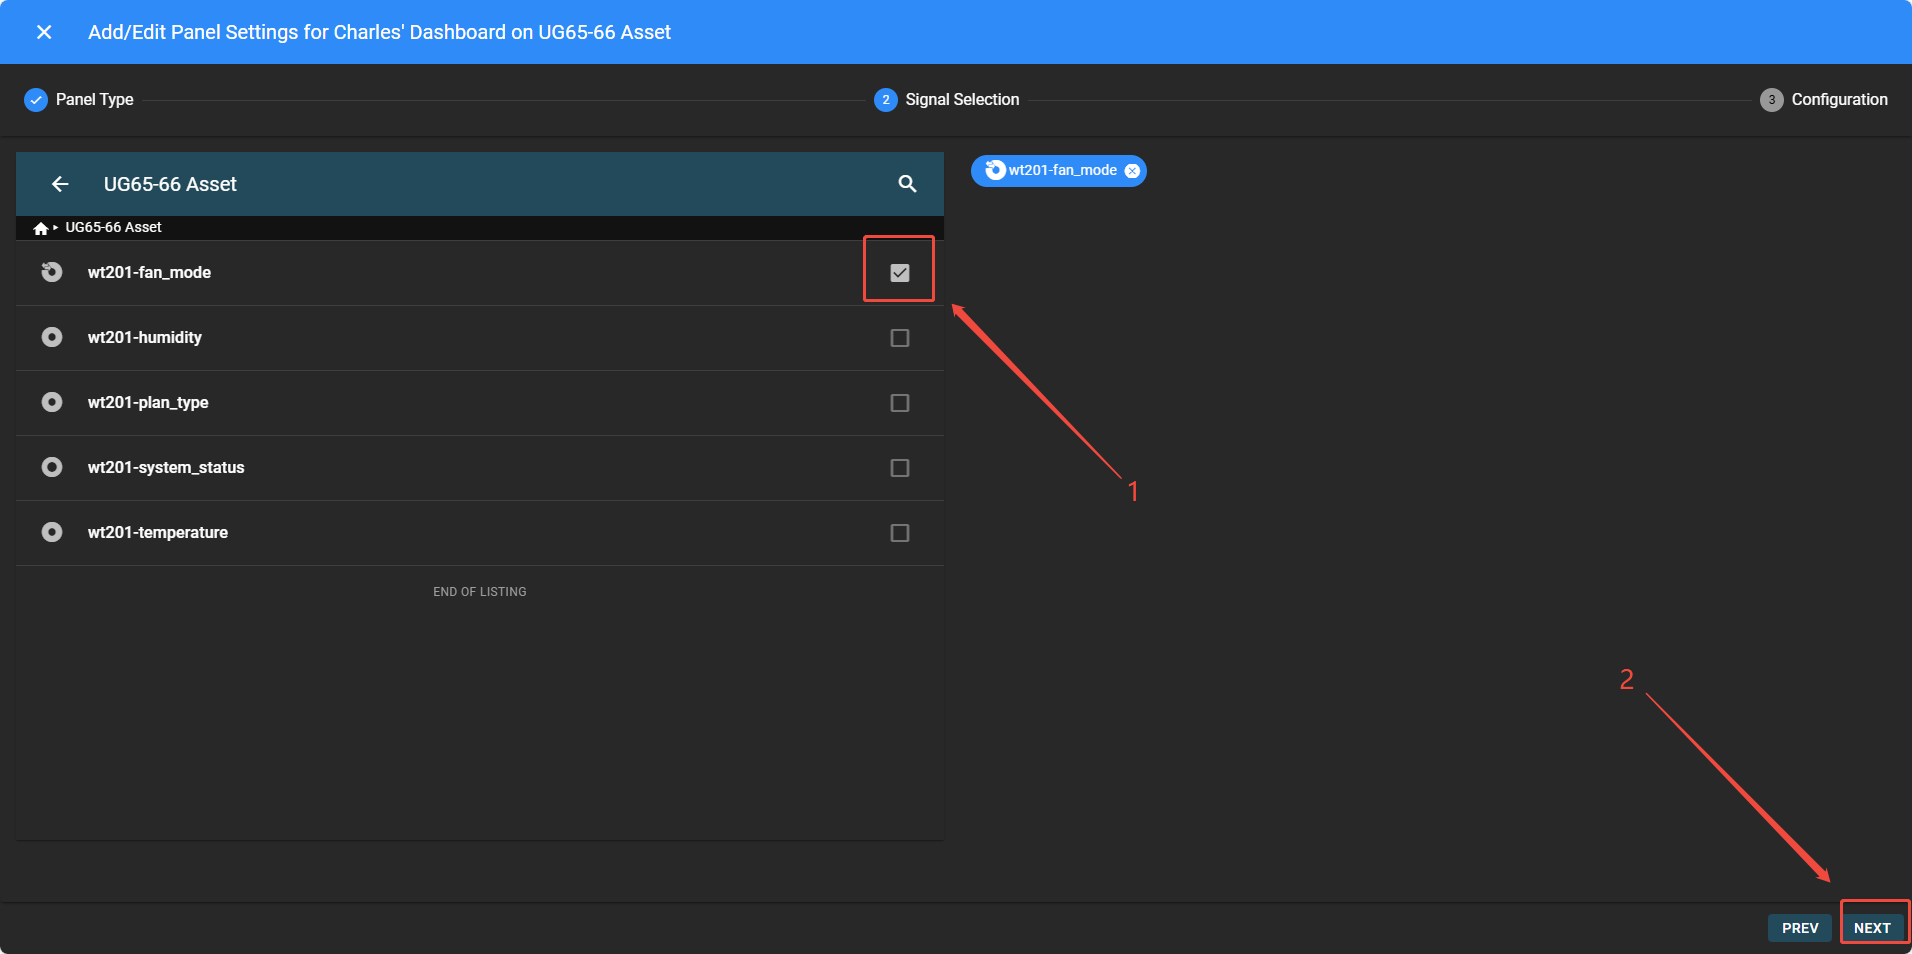 Add/Edit Panel Settings for Charles' Dashboard on UG65-66 Asset
Panel Type
2 Signal Selection
3 Configuration
UG65-66 Asset
UG65-66 Asset
wt201-fan_mode
wt201-humidity
wt201-plan_type
wt201-system_status
wt201-temperature
END OF LISTING
wt201-fan_mode
1
2
PREV
NEXT